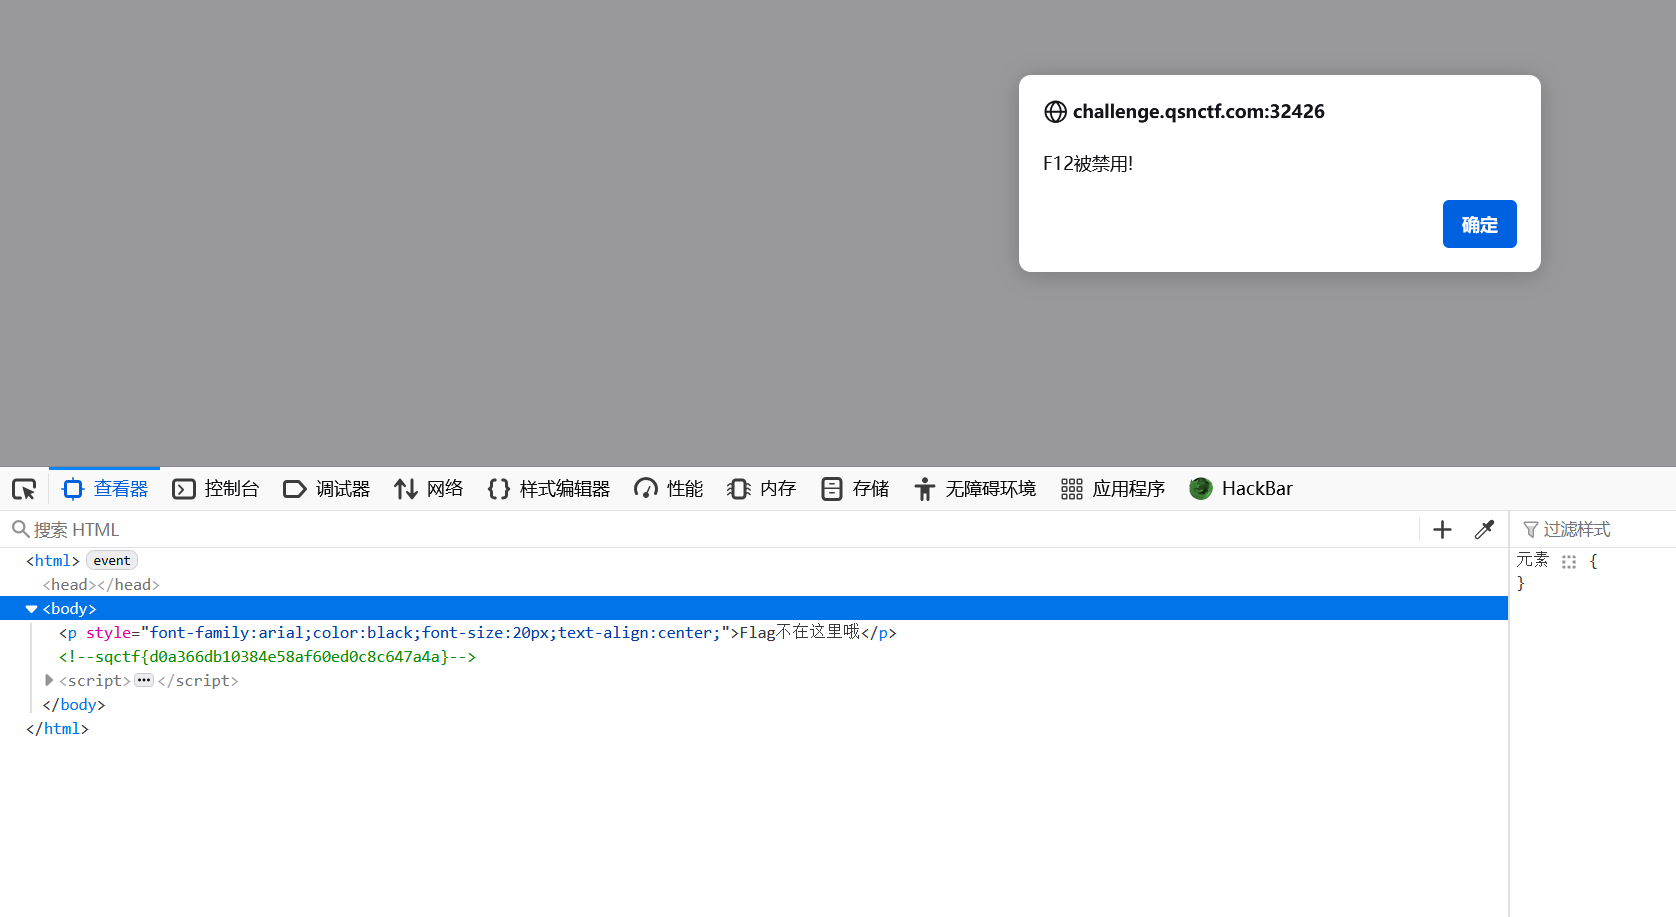 challenge.qsnctf.com:32426
F12被禁用!
确定
查看器 控制台 调试器 网络 样式编辑器 性能 内存 存储 无障碍环境 应用程序 HackBar
搜索 HTML
过滤样式
<html> event
<head></head>
<body>
<p style="font-family:arial;color:black;font-size:20px;text-align:center;">Flag不在这里哦</p>
<!--sqctf{d0a366db10384e58af60ed0c8c647a4a}-->
<script>•••</script>
</body>
</html>
元素 {
}